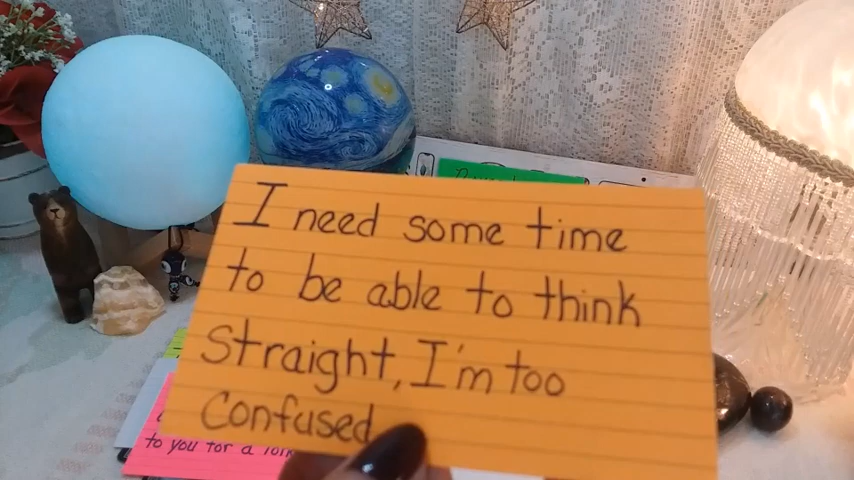 I need some time
to be able to think
Straight, I'm too
Confused
to you for a